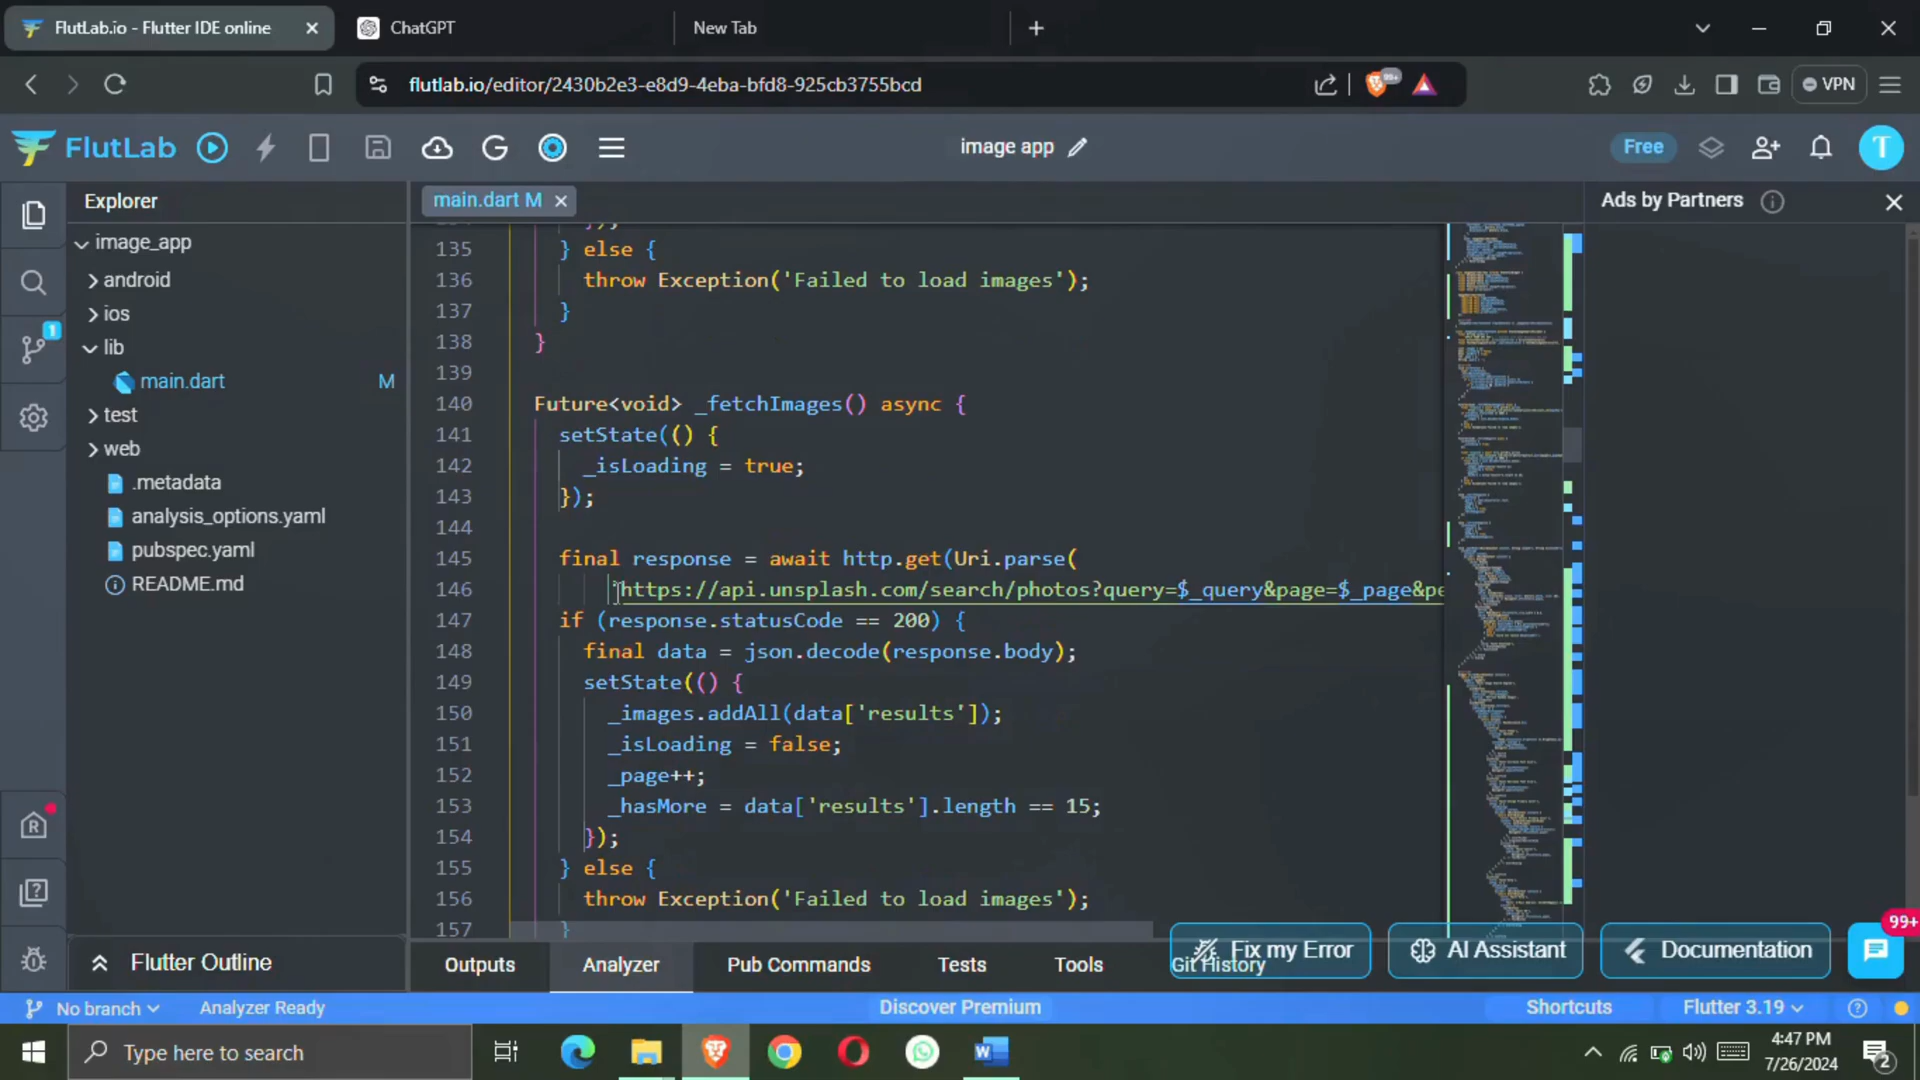 FlutLab.io - Flutter IDE online
ChatGPT
New Tab
flutlab.io/editor/2430b2e3-e8d9-4eba-bfd8-925cb3755bcd
99+
VPN
FlutLab
image app
Free
T
Explorer
main.dart M
Ads by Partners
image_app
android
ios
lib
main.dart M
test
web
.metadata
analysis_options.yaml
pubspec.yaml
README.md
1
135 } else {
136 throw Exception('Failed to load images');
137 }
138 }
139
140 Future<void> _fetchImages() async {
141 setState(() {
142 _isLoading = true;
143 });
144
145 final response = await http.get(Uri.parse(
146 'https://api.unsplash.com/search/photos?query=$_query&page=$_page&pe
147 if (response.statusCode == 200) {
148 final data = json.decode(response.body);
149 setState(() {
150 _images.addAll(data['results']);
151 _isLoading = false;
152 _page++;
153 _hasMore = data['results'].length == 15;
154 });
155 } else {
156 throw Exception('Failed to load images');
157 }
Flutter Outline
Outputs
Analyzer
Pub Commands
Tests
Tools
Git History
Fix my Error
AI Assistant
Documentation
99+
No branch
Analyzer Ready
Discover Premium
Shortcuts
Flutter 3.19
Type here to search
4:47 PM
7/26/2024
2